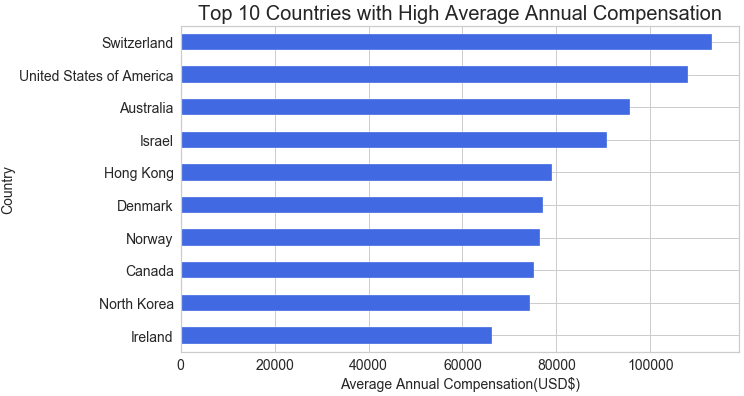 Top 10 Countries with High Average Annual Compensation
Switzerland
United States of America
Australia
Israel
Hong Kong
Denmark
Norway
Canada
North Korea
Ireland
Country
0 20000 40000 60000 80000 100000
Average Annual Compensation(USD$)